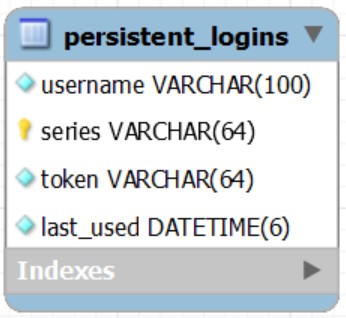 persistent_logins
username VARCHAR(100)
series VARCHAR(64)
token VARCHAR(64)
last_used DATETIME(6)
Indexes